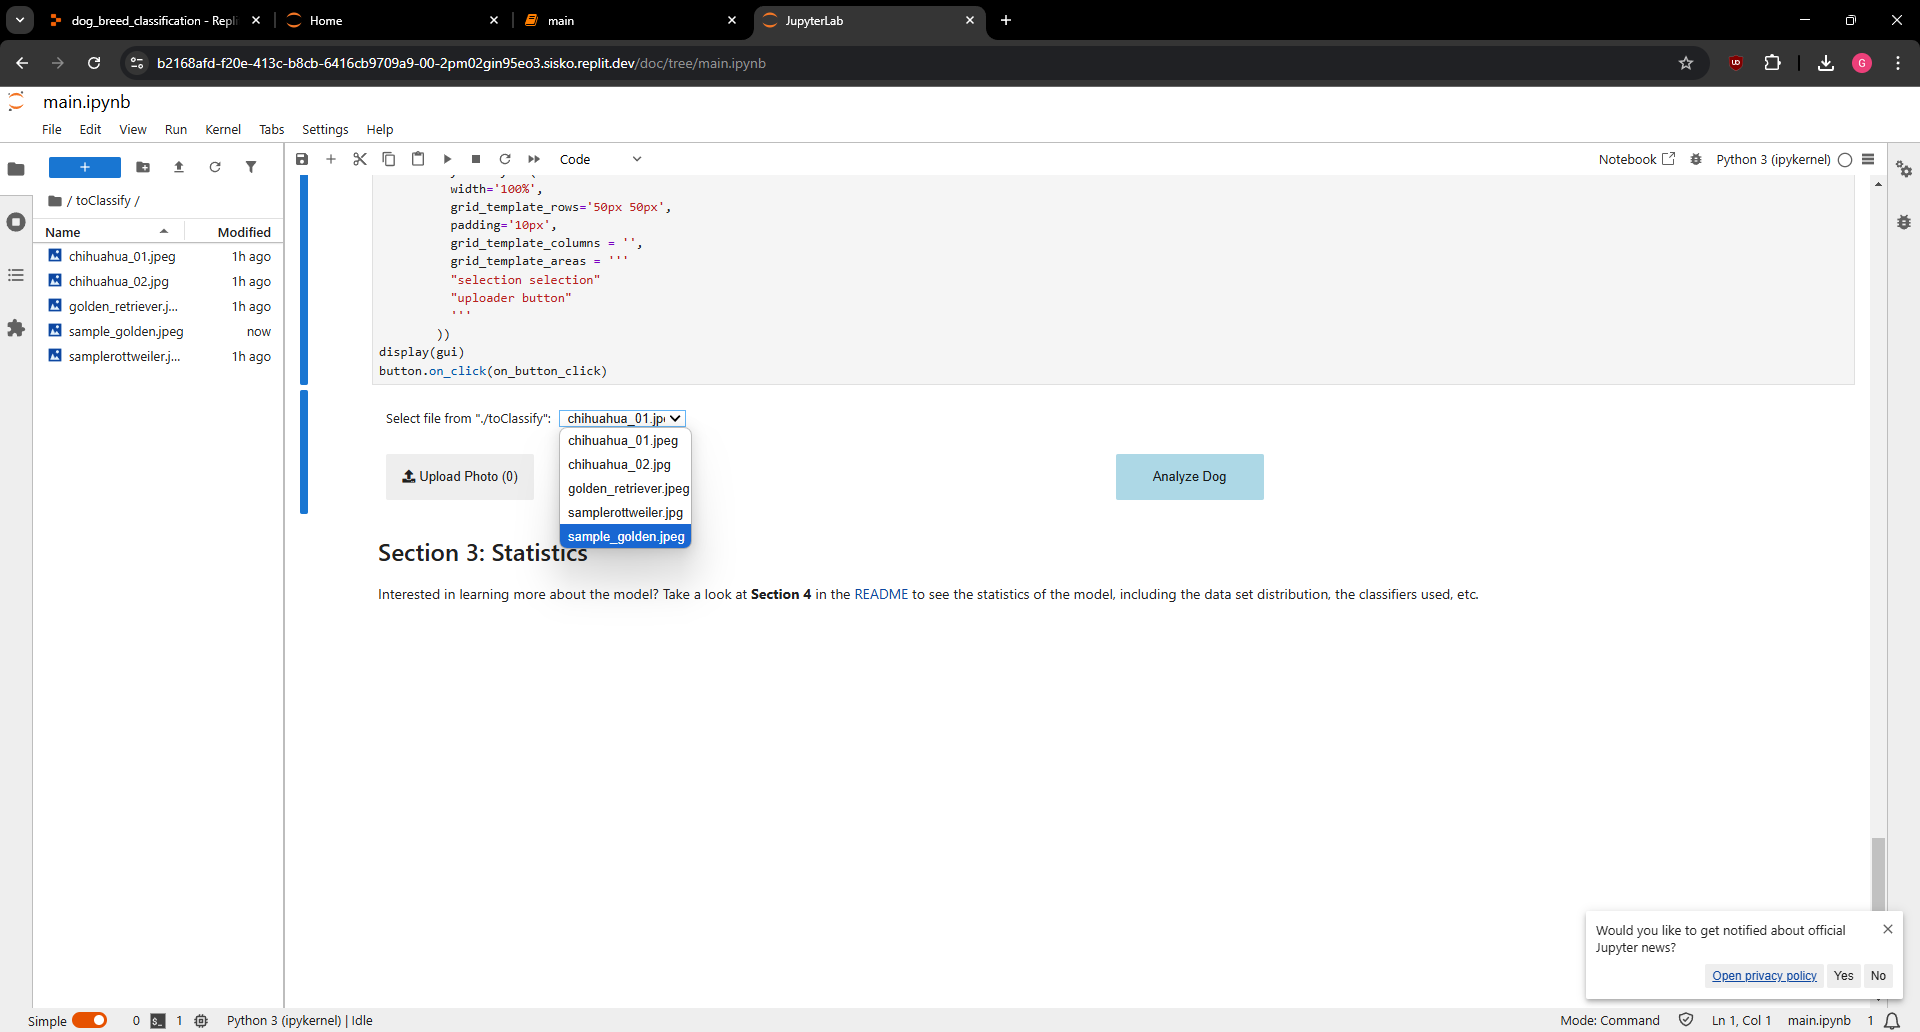 dog_breed_classification - Repli
Home
main
JupyterLab
b2168afd-f20e-413c-b8cb-6416cb9709a9-00-2pm02gin95eo3.sisko.replit.dev/doc/tree/main.ipynb
G
main.ipynb
File Edit View Run Kernel Tabs Settings Help
Code
Notebook
Python 3 (ipykernel)
/ toClassify /
Name Modified
chihuahua_01.jpeg 1h ago
chihuahua_02.jpg 1h ago
golden_retriever.j... 1h ago
sample_golden.jpeg now
samplerottweiler.j... 1h ago
width='100%',
grid_template_rows='50px 50px',
padding='10px',
grid_template_columns = '',
grid_template_areas = '''
"selection selection"
"uploader button"
'''
))
display(gui)
button.on_click(on_button_click)
Select file from "./toClassify": chihuahua_01.jp
chihuahua_01.jpeg
chihuahua_02.jpg
golden_retriever.jpeg
samplerottweiler.jpg
sample_golden.jpeg
Upload Photo (0)
Analyze Dog
Section 3: Statistics
Interested in learning more about the model? Take a look at Section 4 in the README to see the statistics of the model, including the data set distribution, the classifiers used, etc.
Would you like to get notified about official
Jupyter news?
Open privacy policy Yes No
Simple 0 1 Python 3 (ipykernel) | Idle
Mode: Command Ln 1, Col 1 main.ipynb 1